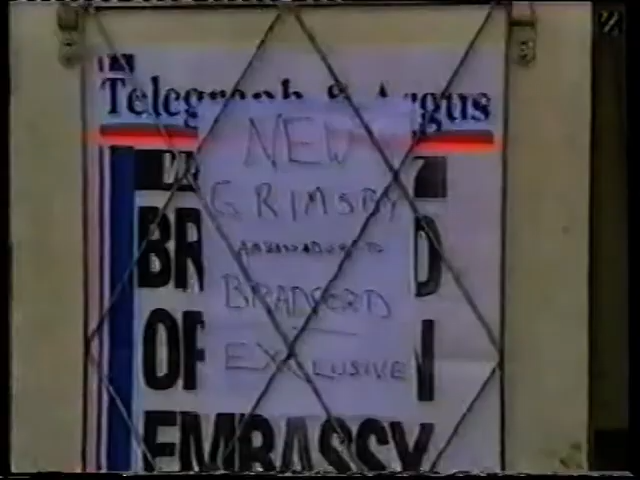 Telegraph & Argus
NEW
GRIMSBY
AMBASSADOR TO
BRADFORD
EXCLUSIVE
BR D
OF
EMBASSY